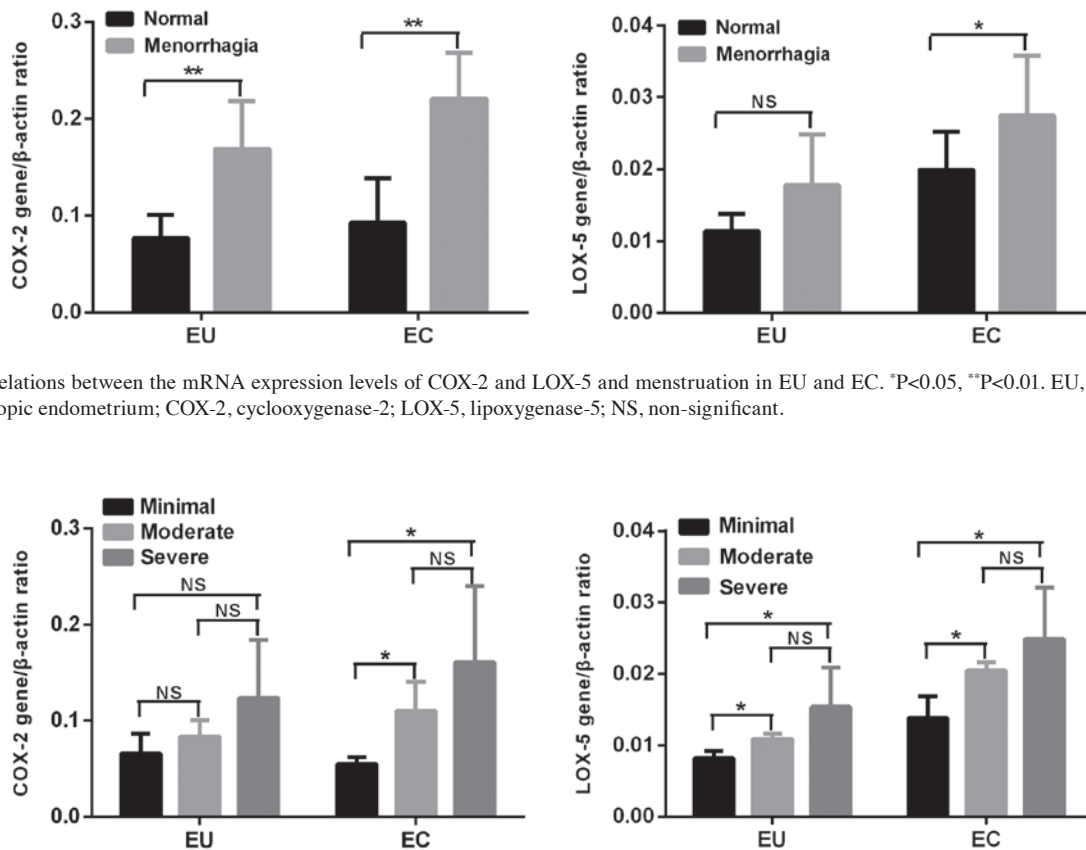 Normal
Menorrhagia
COX-2 gene/β-actin ratio
0.3
0.2
0.1
0.0
**
**
EU
EC
Normal
Menorrhagia
LOX-5 gene/β-actin ratio
0.04
0.03
0.02
0.01
0.00
NS
*
EU
EC
elations between the mRNA expression levels of COX-2 and LOX-5 and menstruation in EU and EC. *P<0.05, **P<0.01. EU,
opic endometrium; COX-2, cyclooxygenase-2; LOX-5, lipoxygenase-5; NS, non-significant.
Minimal
Moderate
Severe
COX-2 gene/β-actin ratio
0.3
0.2
0.1
0.0
NS
NS
NS
*
NS
*
EU
EC
Minimal
Moderate
Severe
LOX-5 gene/β-actin ratio
0.04
0.03
0.02
0.01
0.00
*
NS
*
*
NS
*
EU
EC